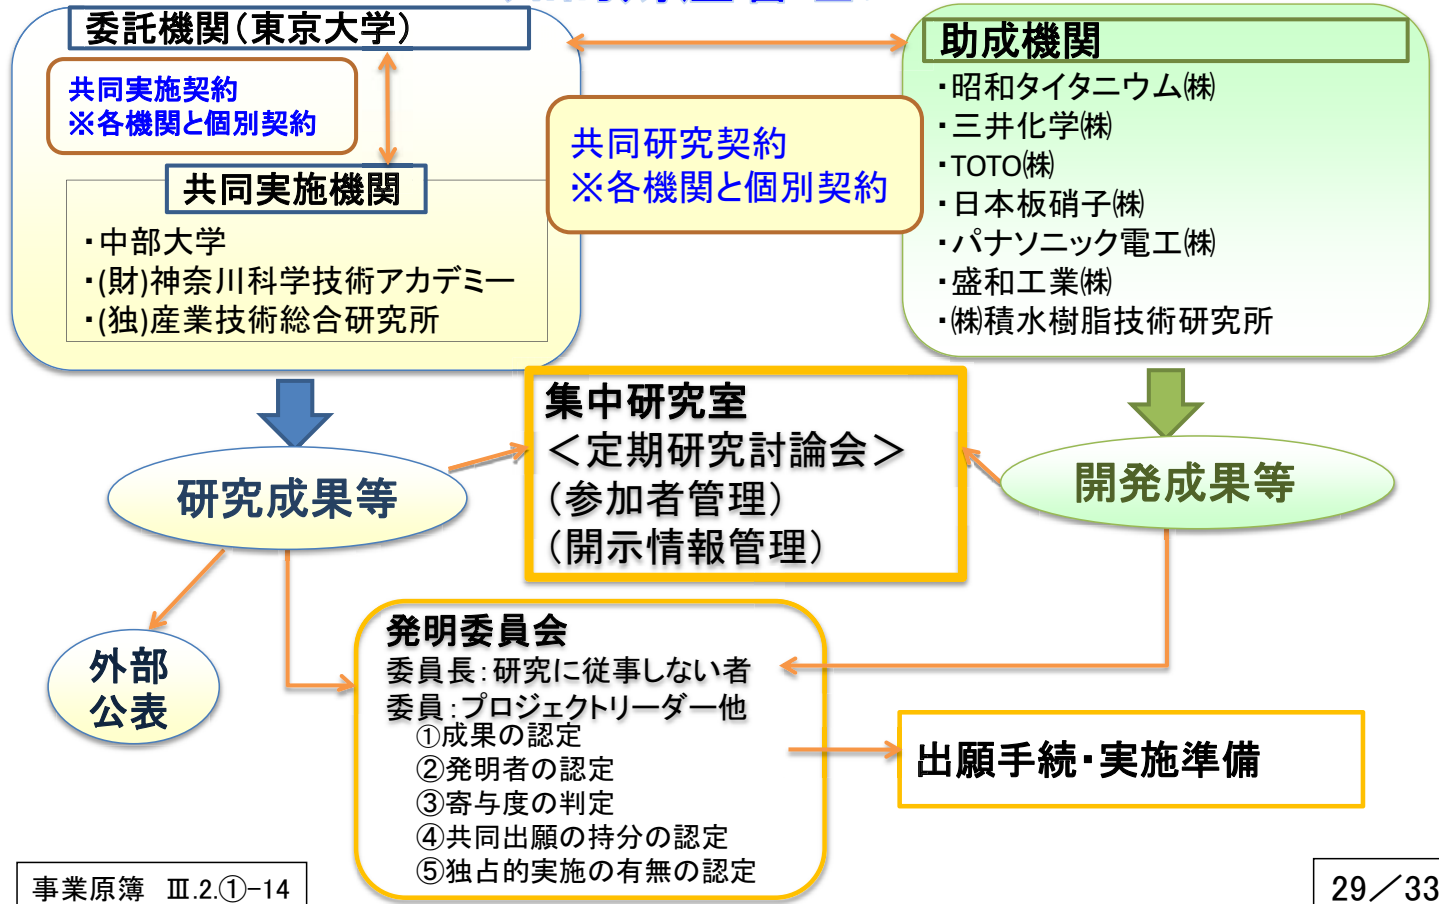 委託機関（東京大学）
共同実施契約
※各機関と個別契約
共同実施機関
・中部大学
・(財)神奈川科学技術アカデミー
・(独)産業技術総合研究所
共同研究契約
※各機関と個別契約
助成機関
・昭和タイタニウム㈱
・三井化学㈱
・TOTO㈱
・日本板硝子㈱
・パナソニック電工㈱
・盛和工業㈱
・㈱積水樹脂技術研究所
集中研究室
＜定期研究討論会＞
（参加者管理）
（開示情報管理）
研究成果等
開発成果等
外部
公表
発明委員会
委員長：研究に従事しない者
委員：プロジェクトリーダー他
①成果の認定
②発明者の認定
③寄与度の判定
④共同出願の持分の認定
⑤独占的実施の有無の認定
出願手続・実施準備
事業原簿　Ⅲ.2.①-14
29／33